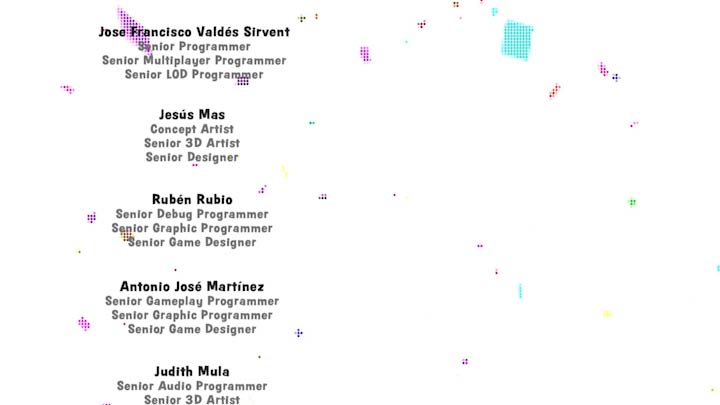 Jose Francisco Valdés Sirvent
Senior Programmer
Senior Multiplayer Programmer
Senior LOD Programmer
Jesús Mas
Concept Artist
Senior 3D Artist
Senior Designer
Rubén Rubio
Senior Debug Programmer
Senior Graphic Programmer
Senior Game Designer
Antonio José Martínez
Senior Gameplay Programmer
Senior Graphic Programmer
Senior Game Designer
Judith Mula
Senior Audio Programmer
Senior 3D Artist